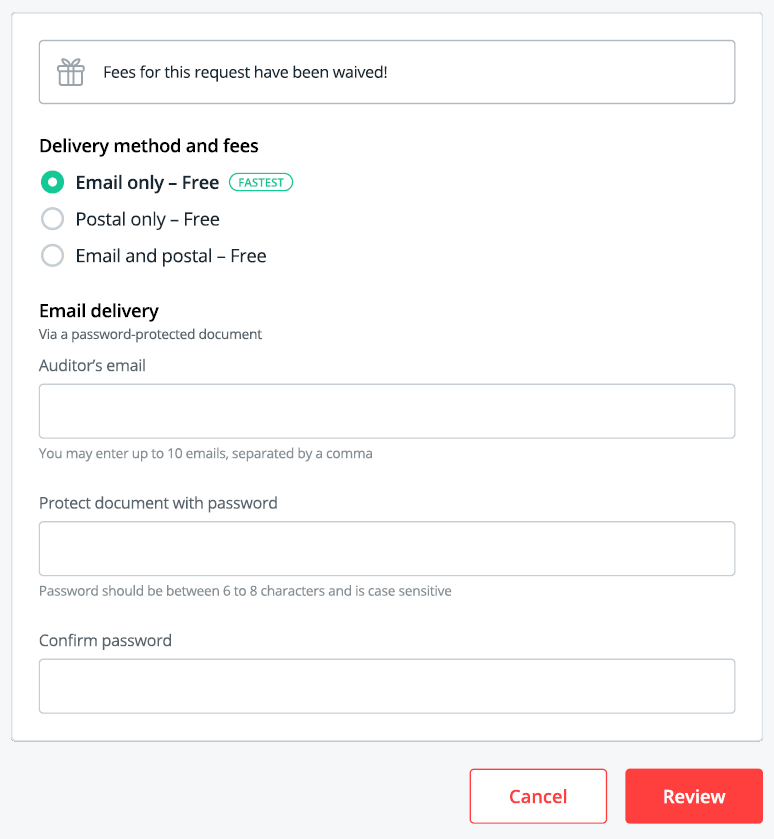 Fees for this request have been waived!
Delivery method and fees
Email only – Free FASTEST
Postal only – Free
Email and postal – Free
Email delivery
Via a password-protected document
Auditor’s email
You may enter up to 10 emails, separated by a comma
Protect document with password
Password should be between 6 to 8 characters and is case sensitive
Confirm password
Cancel Review